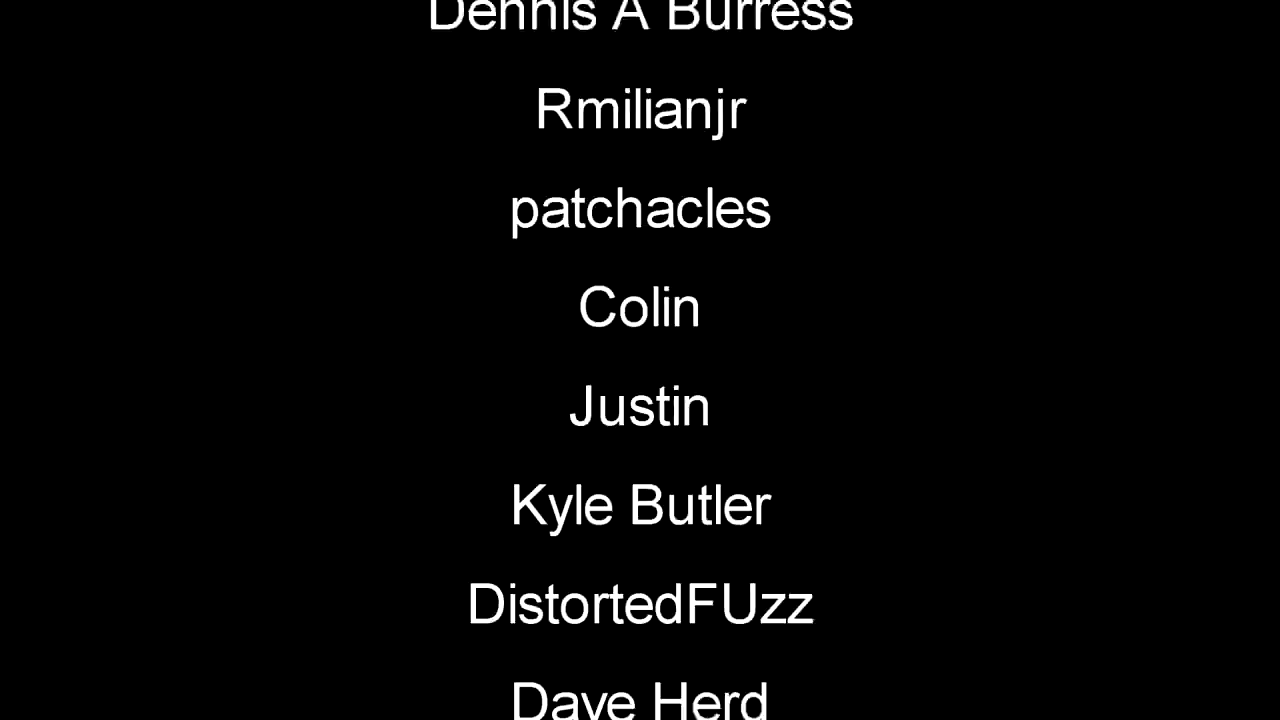 Dennis A Burress
Rmilianjr
patchacles
Colin
Justin
Kyle Butler
DistortedFUzz
Dave Herd